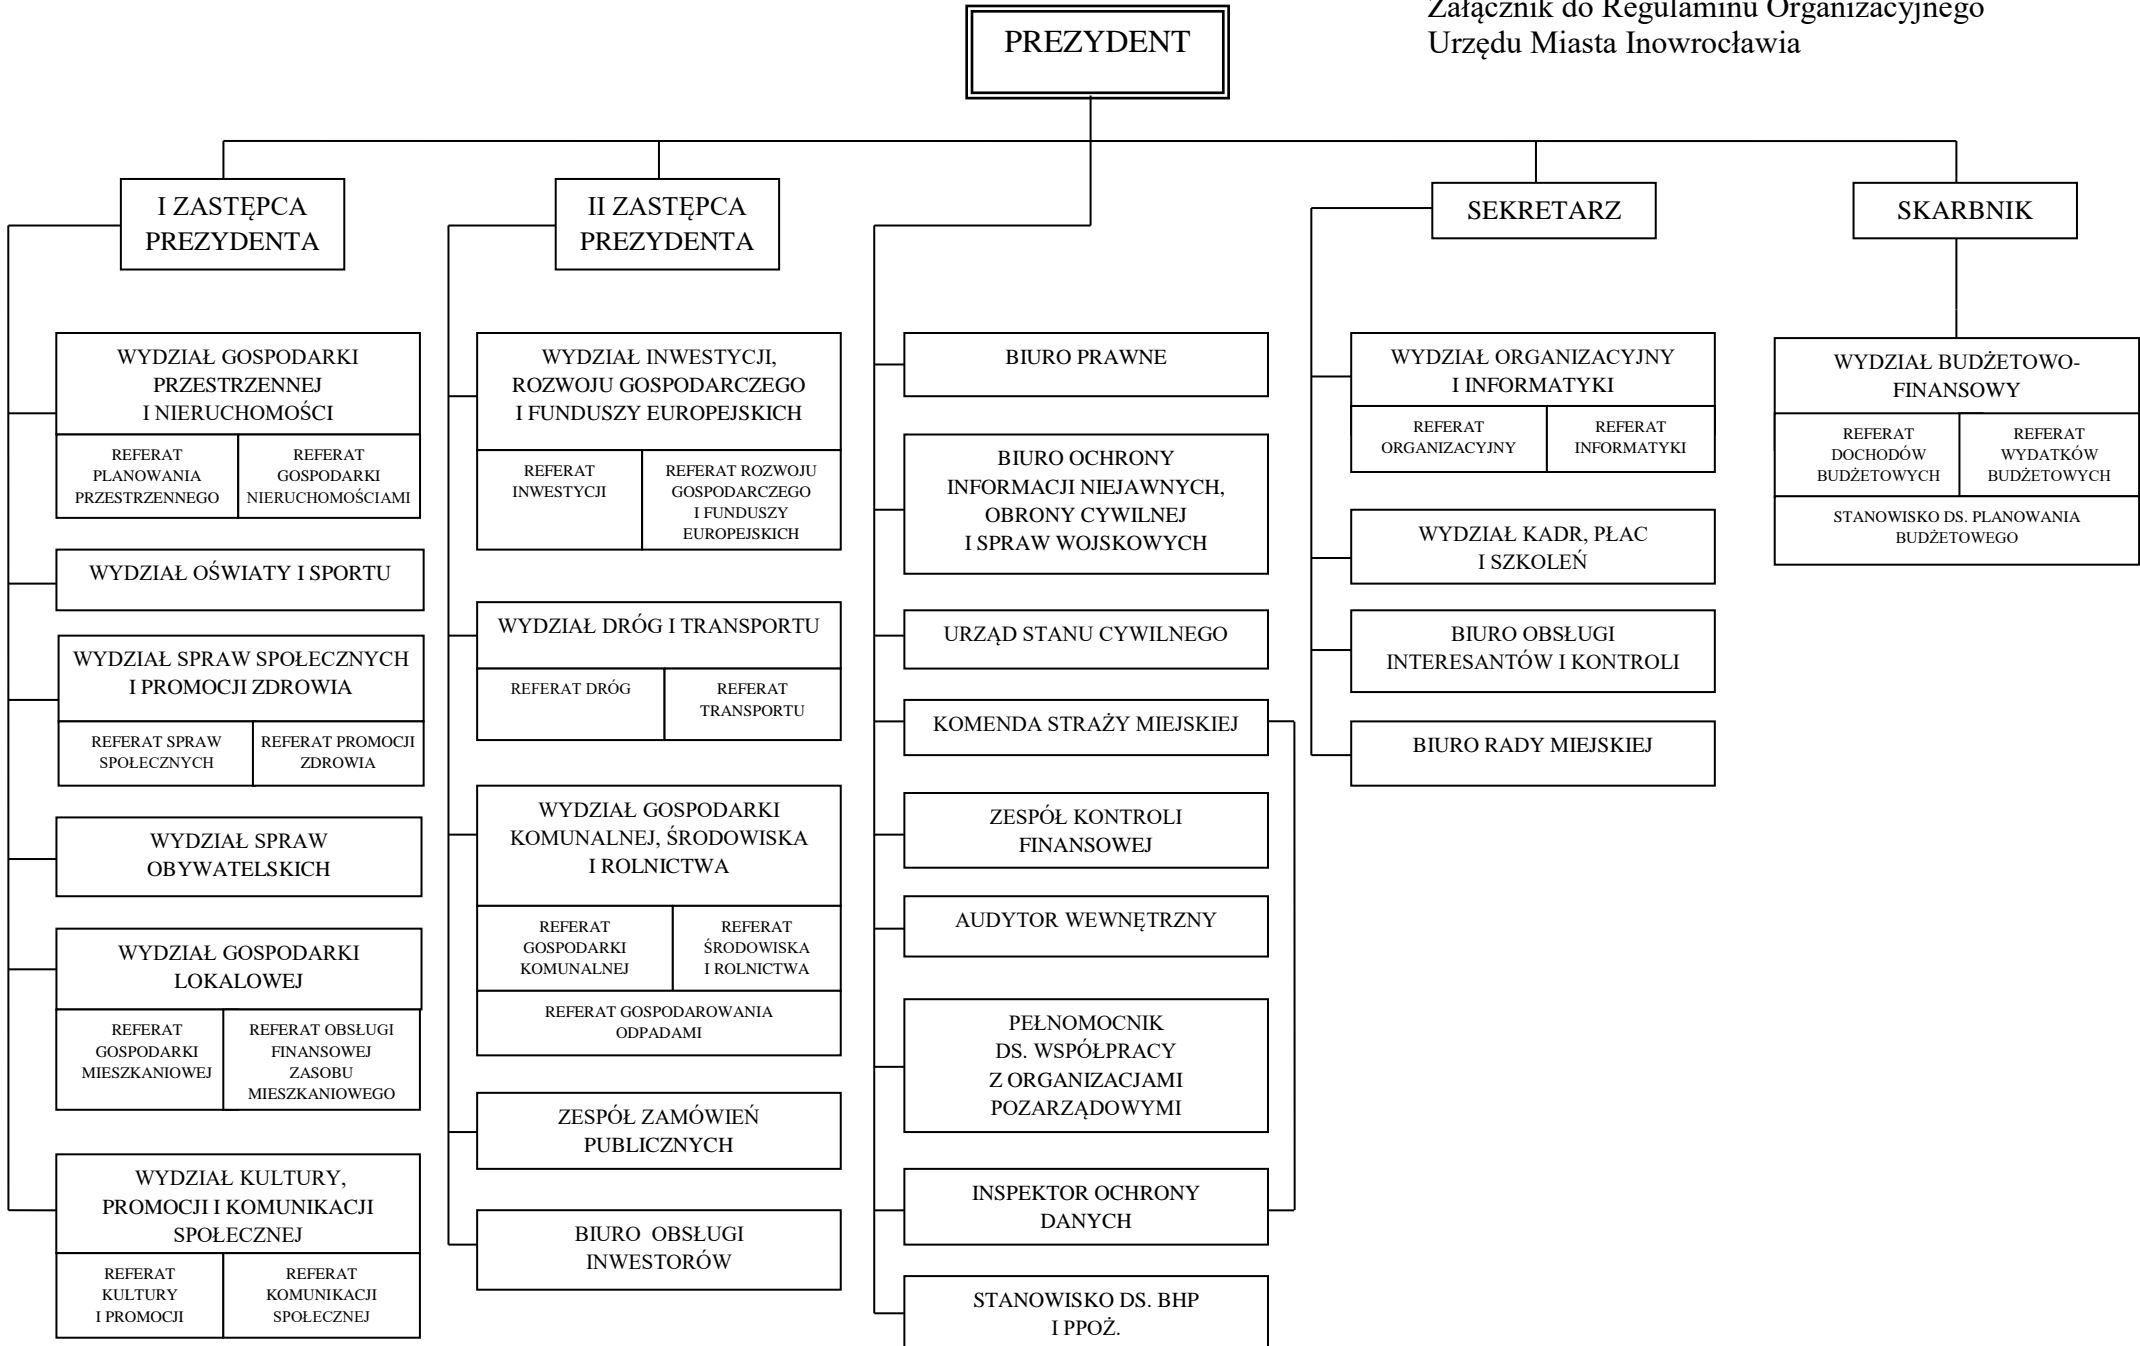 Załącznik do Regulaminu Organizacyjnego
Urzędu Miasta Inowrocławia
PREZYDENT
I ZASTĘPCA
PREZYDENTA
II ZASTĘPCA
PREZYDENTA
SEKRETARZ
SKARBNIK
WYDZIAŁ GOSPODARKI
PRZESTRZENNEJ
I NIERUCHOMOŚCI
REFERAT
PLANOWANIA
PRZESTRZENNEGO
REFERAT
GOSPODARKI
NIERUCHOMOŚCIAMI
WYDZIAŁ OŚWIATY I SPORTU
WYDZIAŁ SPRAW SPOŁECZNYCH
I PROMOCJI ZDROWIA
REFERAT SPRAW
SPOŁECZNYCH
REFERAT PROMOCJI
ZDROWIA
WYDZIAŁ SPRAW
OBYWATELSKICH
WYDZIAŁ GOSPODARKI
LOKALOWEJ
REFERAT
GOSPODARKI
MIESZKANIOWEJ
REFERAT OBSŁUGI
FINANSOWEJ
ZASOBU
MIESZKANIOWEGO
WYDZIAŁ KULTURY,
PROMOCJI I KOMUNIKACJI
SPOŁECZNEJ
REFERAT
KULTURY
I PROMOCJI
REFERAT
KOMUNIKACJI
SPOŁECZNEJ
WYDZIAŁ INWESTYCJI,
ROZWOJU GOSPODARCZEGO
I FUNDUSZY EUROPEJSKICH
REFERAT
INWESTYCJI
REFERAT ROZWOJU
GOSPODARCZEGO
I FUNDUSZY
EUROPEJSKICH
WYDZIAŁ DRÓG I TRANSPORTU
REFERAT DRÓG
REFERAT
TRANSPORTU
WYDZIAŁ GOSPODARKI
KOMUNALNEJ, ŚRODOWISKA
I ROLNICTWA
REFERAT
GOSPODARKI
KOMUNALNEJ
REFERAT
ŚRODOWISKA
I ROLNICTWA
REFERAT GOSPODAROWANIA
ODPADAMI
ZESPÓŁ ZAMÓWIEŃ
PUBLICZNYCH
BIURO OBSŁUGI
INWESTORÓW
BIURO PRAWNE
BIURO OCHRONY
INFORMACJI NIEJAWNYCH,
OBRONY CYWILNEJ
I SPRAW WOJSKOWYCH
URZĄD STANU CYWILNEGO
KOMENDA STRAŻY MIEJSKIEJ
ZESPÓŁ KONTROLI
FINANSOWEJ
AUDYTOR WEWNĘTRZNY
PEŁNOMOCNIK
DS. WSPÓŁPRACY
Z ORGANIZACJAMI
POZARZĄDOWYMI
INSPEKTOR OCHRONY
DANYCH
STANOWISKO DS. BHP
I PPOŻ.
WYDZIAŁ ORGANIZACYJNY
I INFORMATYKI
REFERAT
ORGANIZACYJNY
REFERAT
INFORMATYKI
WYDZIAŁ KADR, PŁAC
I SZKOLEŃ
BIURO OBSŁUGI
INTERESANTÓW I KONTROLI
BIURO RADY MIEJSKIEJ
WYDZIAŁ BUDŻETOWO-
FINANSOWY
REFERAT
DOCHODÓW
BUDŻETOWYCH
REFERAT
WYDATKÓW
BUDŻETOWYCH
STANOWISKO DS. PLANOWANIA
BUDŻETOWEGO